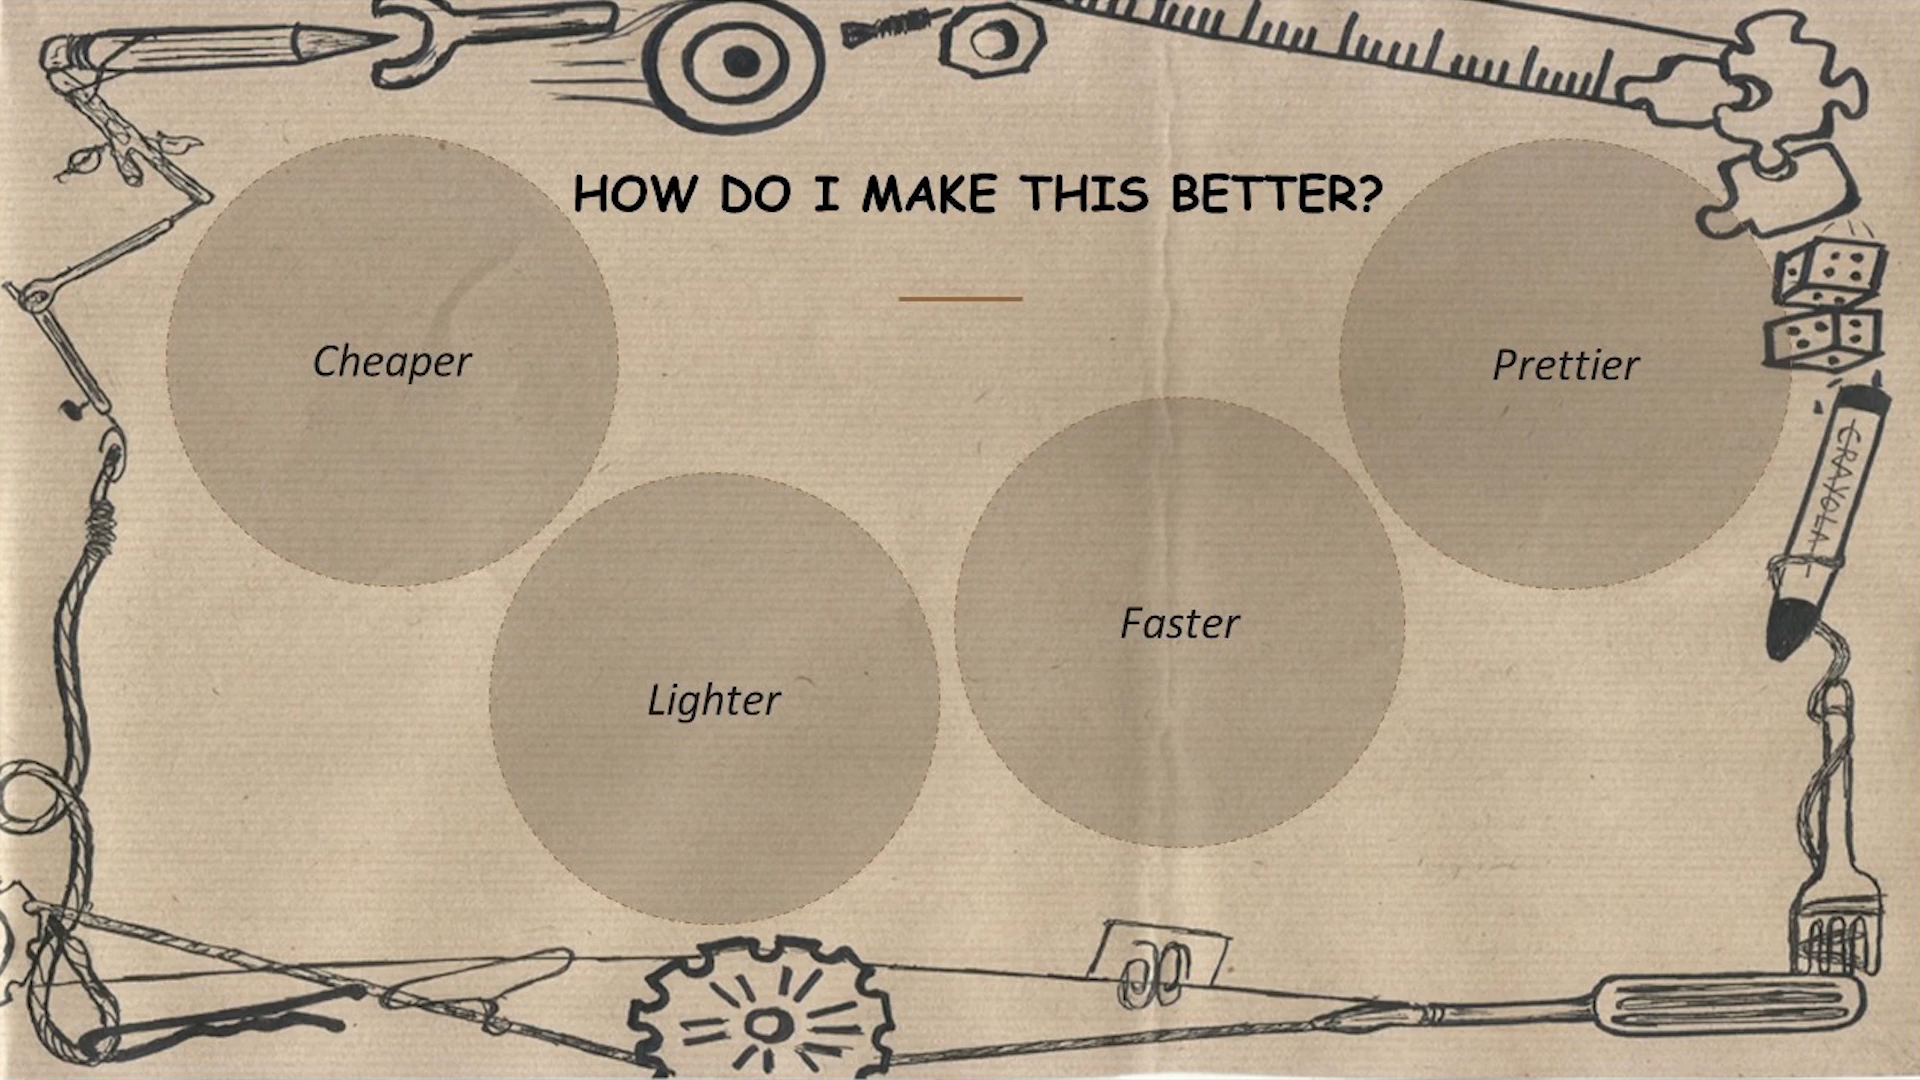 HOW DO I MAKE THIS BETTER?
Cheaper
Prettier
Faster
Lighter
CRAYOLA